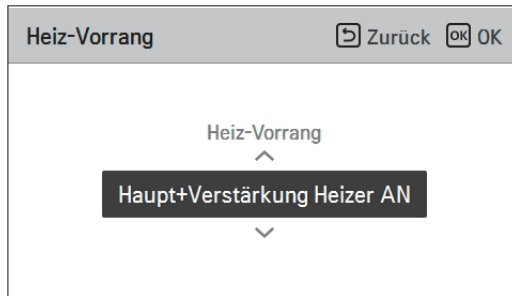 Heiz-Vorrang Zurück OK OK
Heiz-Vorrang
Haupt+Verstärkung Heizer AN